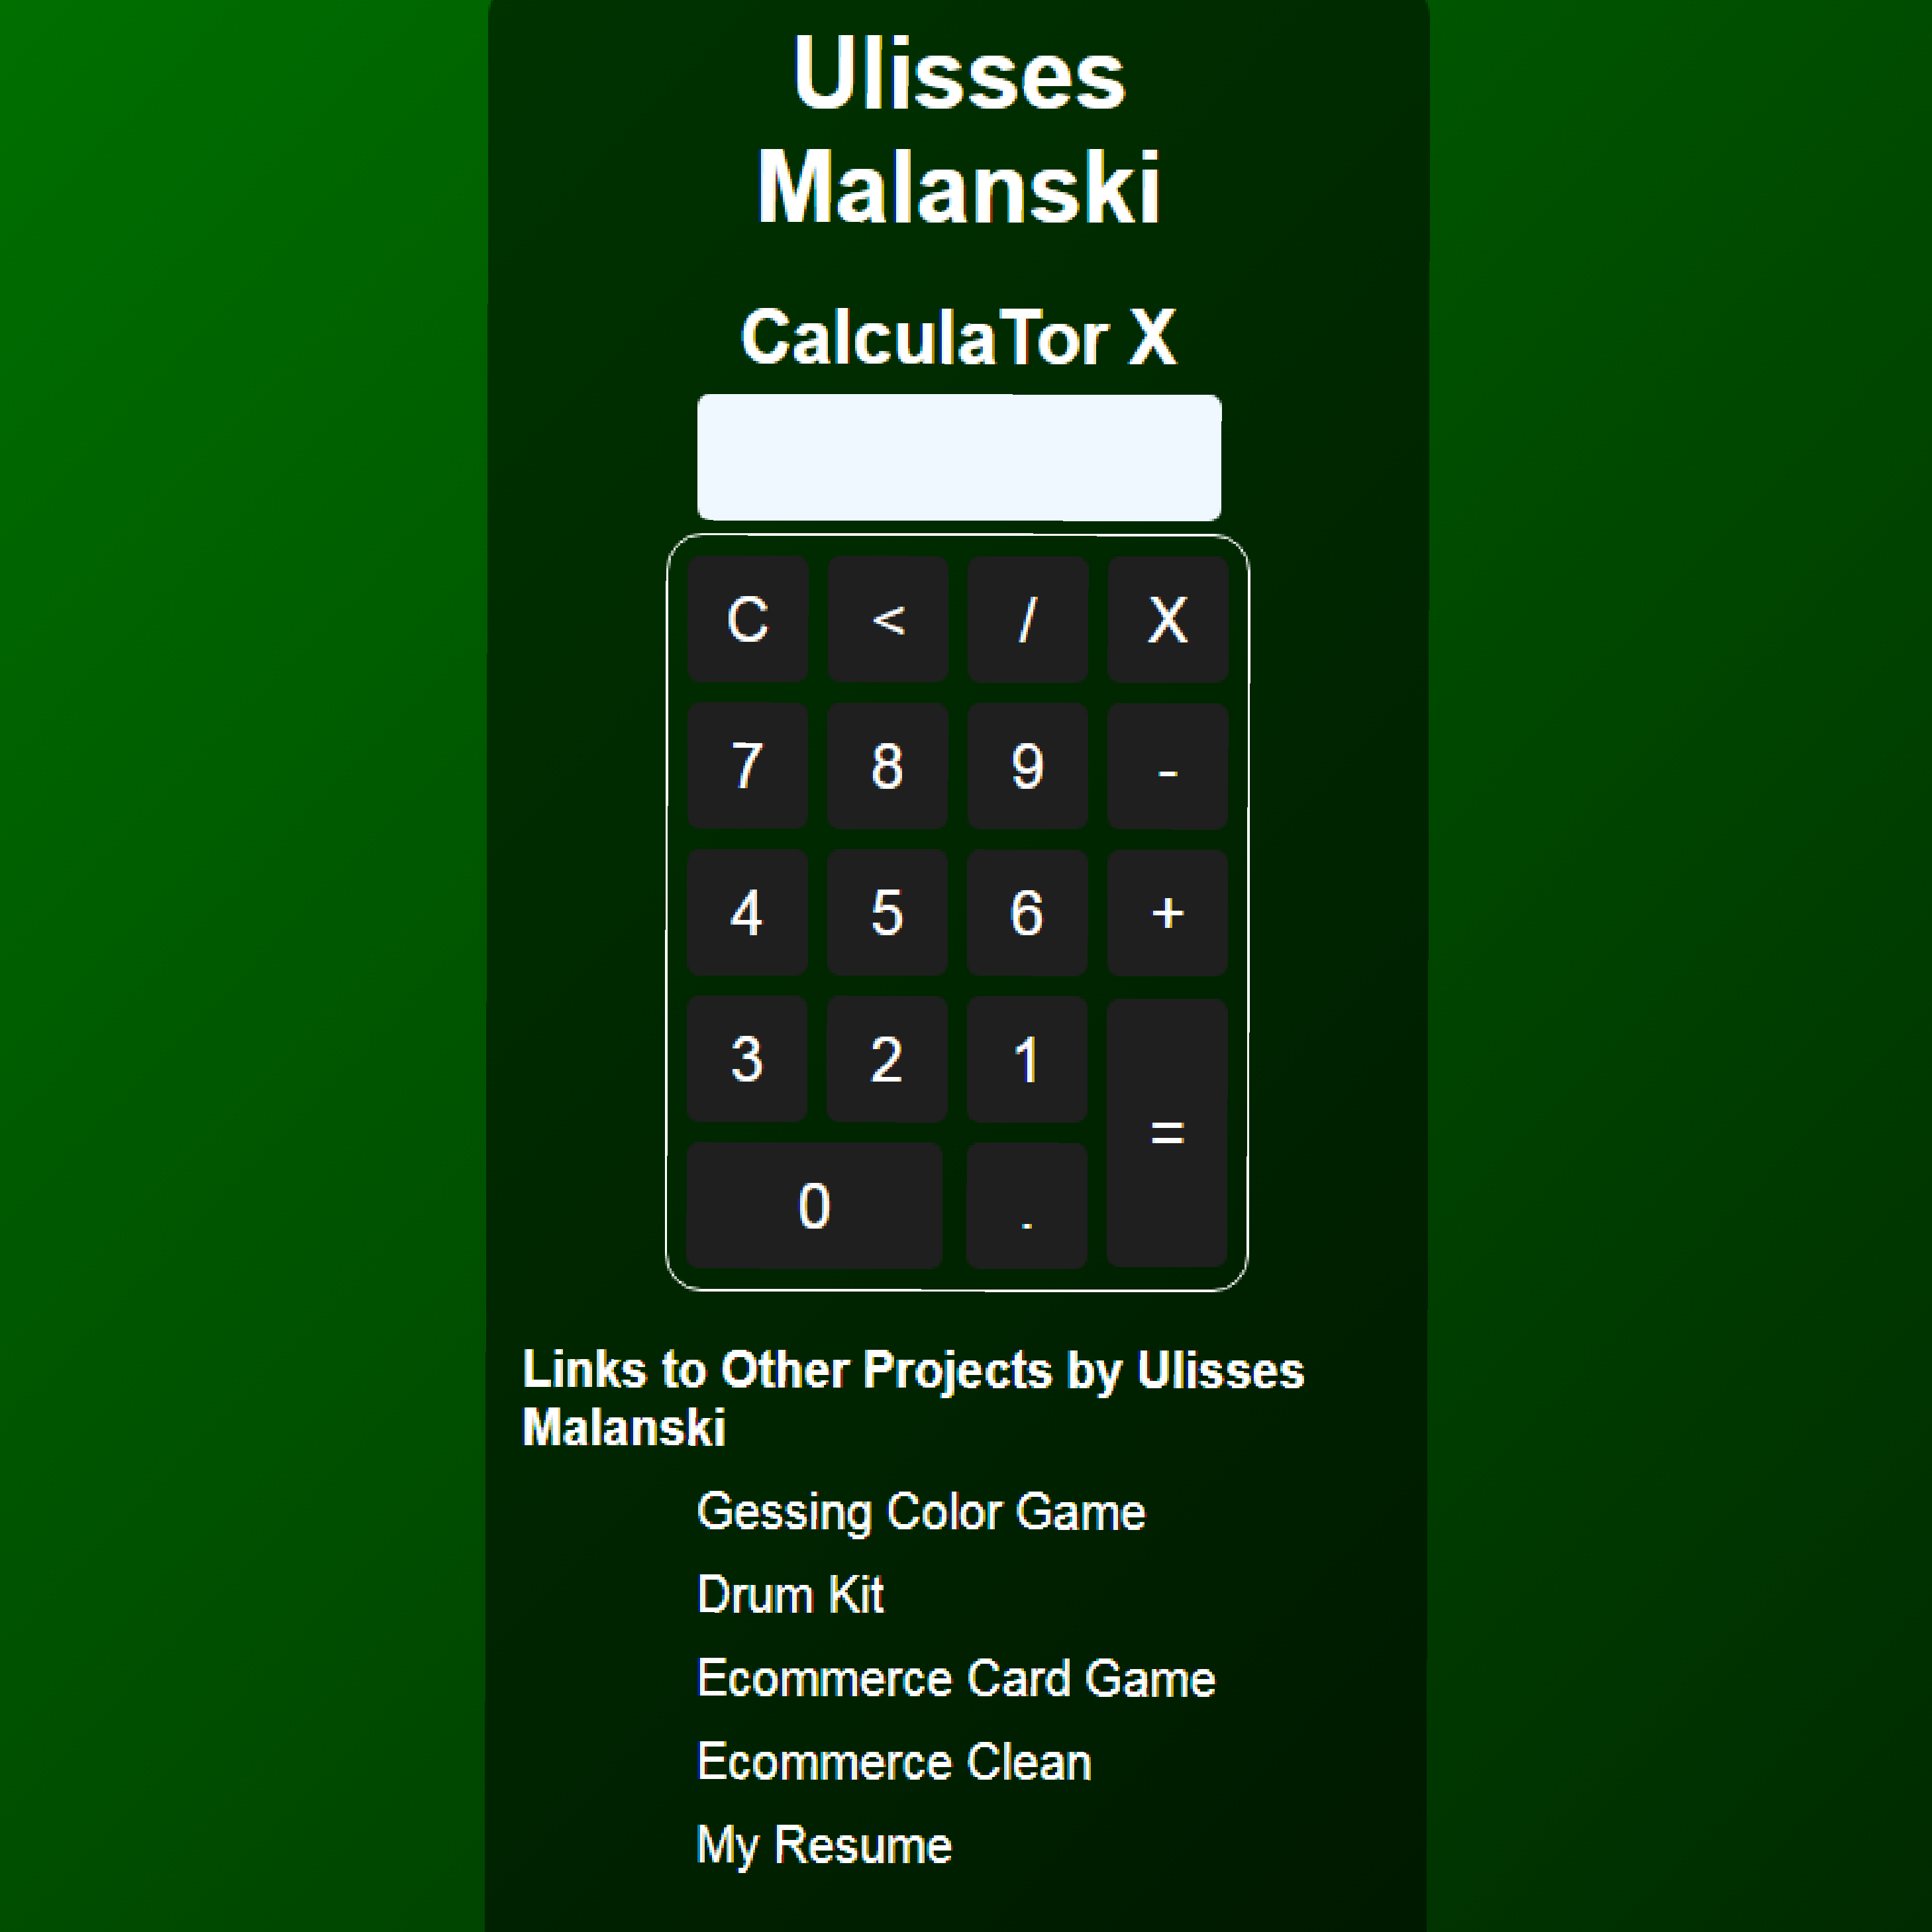 Ulisses
Malanski
CalculaTor X
C < / X
7 8 9 -
4 5 6 +
3 2 1
=
0 .
Links to Other Projects by Ulisses
Malanski
Gessing Color Game
Drum Kit
Ecommerce Card Game
Ecommerce Clean
My Resume